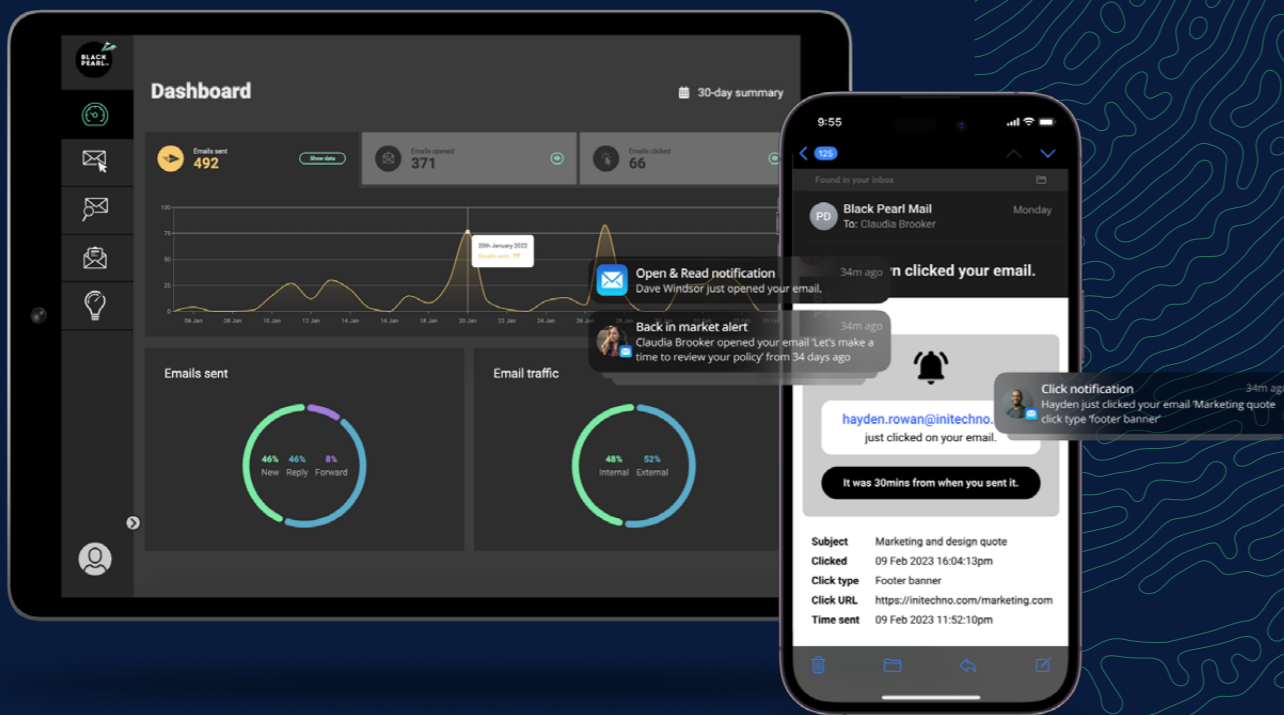 BLACK
PEARL
Dashboard
30-day summary
Emails sent
492
Show data
Emails opened
371
Emails clicked
66
100
75
50
25
0
20th January 2022
Emails sent : 77
06 Jan 08 Jan 10 Jan 12 Jan 14 Jan 16 Jan 18 Jan 20 Jan 22 Jan 24 Jan 26 Jan
Emails sent
46% 46% 8%
New Reply Forward
Email traffic
48% 52%
Internal External
Open & Read notification
34m ago
Dave Windsor just opened your email.
Back in market alert
34m ago
Claudia Brooker opened your email 'Let's make a
time to review your policy' from 34 days ago
9:55
125
Found in your inbox
PD
Black Pearl Mail
Monday
To: Claudia Brooker
n clicked your email.
hayden.rowan@initechno.
just clicked on your email.
It was 30mins from when you sent it.
Click notification
34m ago
Hayden just clicked your email 'Marketing quote
click type 'footer banner'
Subject Marketing and design quote
Clicked 09 Feb 2023 16:04:13pm
Click type Footer banner
Click URL https://initechno.com/marketing.com
Time sent 09 Feb 2023 11:52:10pm